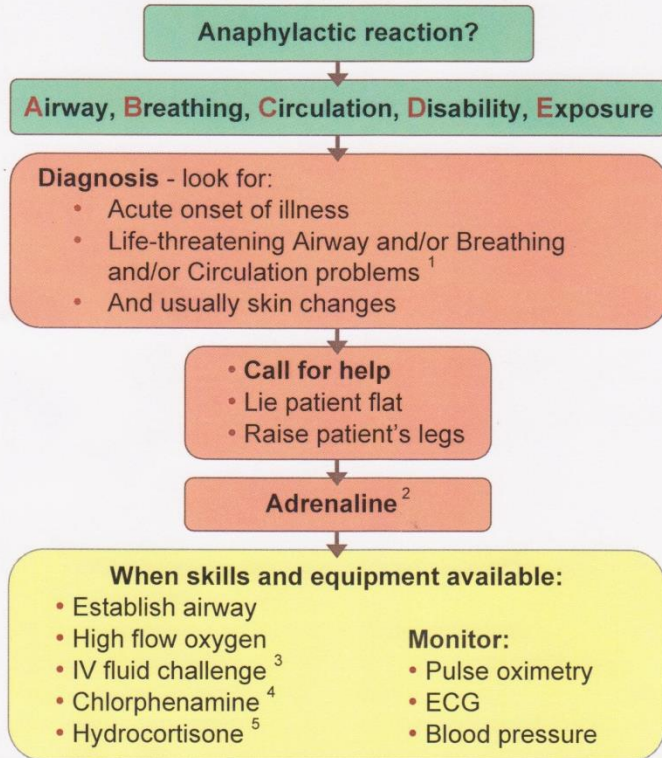 Anaphylactic reaction?
Airway, Breathing, Circulation, Disability, Exposure
Diagnosis - look for:
• Acute onset of illness
• Life-threatening Airway and/or Breathing
and/or Circulation problems ¹
• And usually skin changes
• Call for help
• Lie patient flat
• Raise patient's legs
Adrenaline ²
When skills and equipment available:
• Establish airway
• High flow oxygen
• IV fluid challenge ³
• Chlorphenamine ⁴
• Hydrocortisone ⁵
Monitor:
• Pulse oximetry
• ECG
• Blood pressure